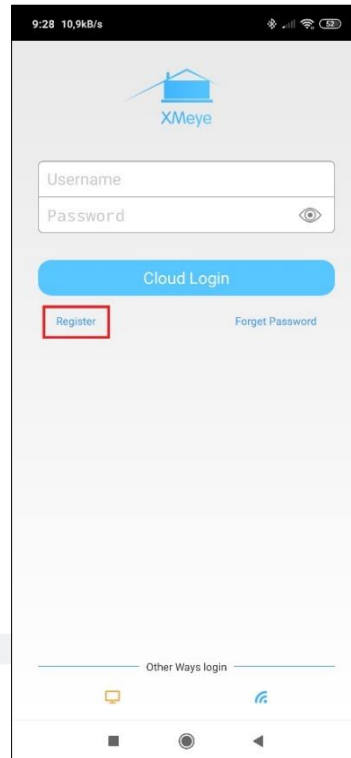 9:28 10,9kB/s 52
XMeye
Username
Password
Cloud Login
Register Forget Password
Other Ways login